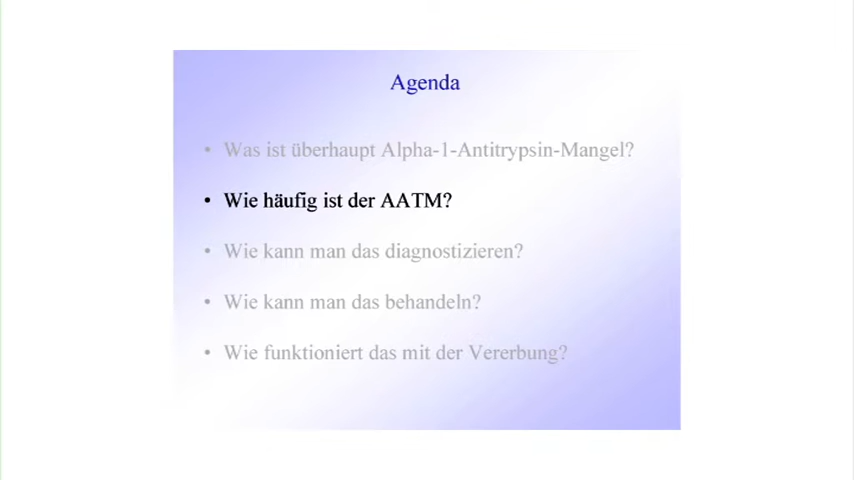 Agenda
• Was ist überhaupt Alpha-1-Antitrypsin-Mangel?
• Wie häufig ist der AATM?
• Wie kann man das diagnostizieren?
• Wie kann man das behandeln?
• Wie funktioniert das mit der Vererbung?